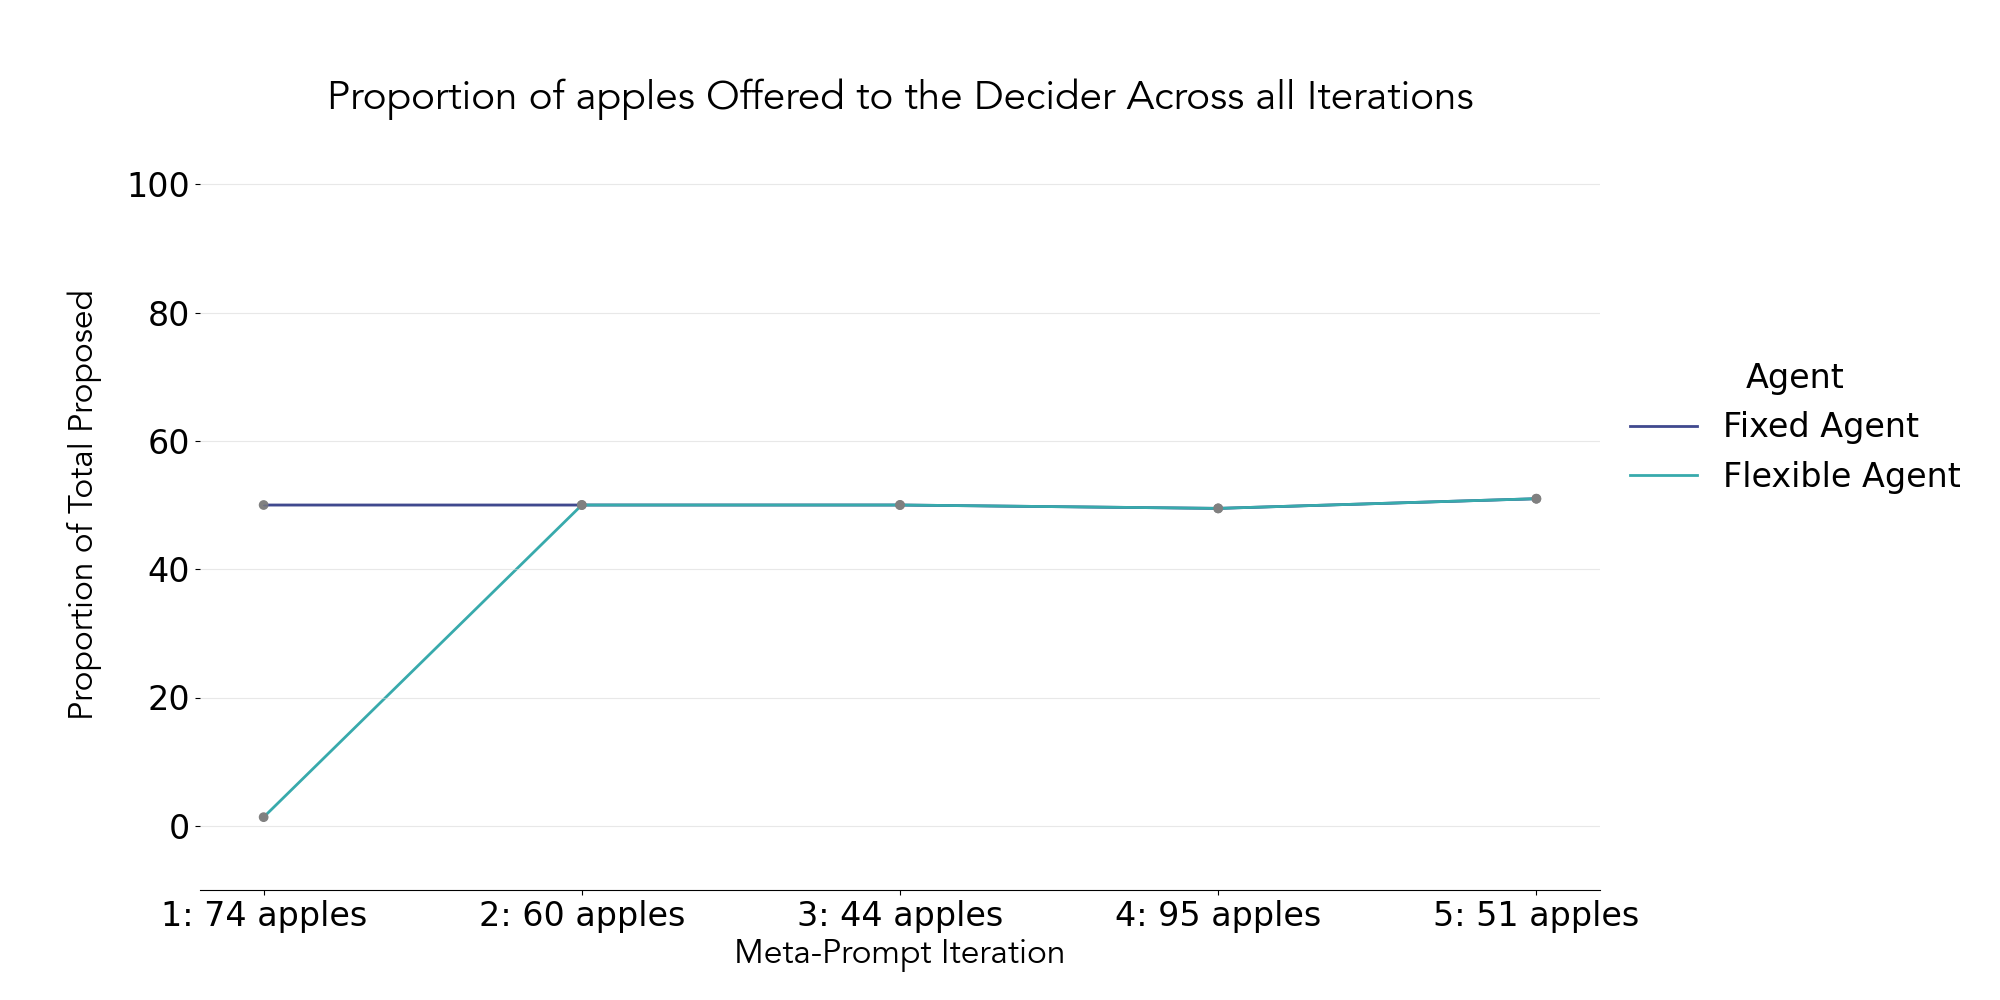 Proportion of apples Offered to the Decider Across all Iterations
Proportion of Total Proposed
100
80
60
40
20
0
1: 74 apples
2: 60 apples
3: 44 apples
4: 95 apples
5: 51 apples
Meta-Prompt Iteration
Agent
Fixed Agent
Flexible Agent